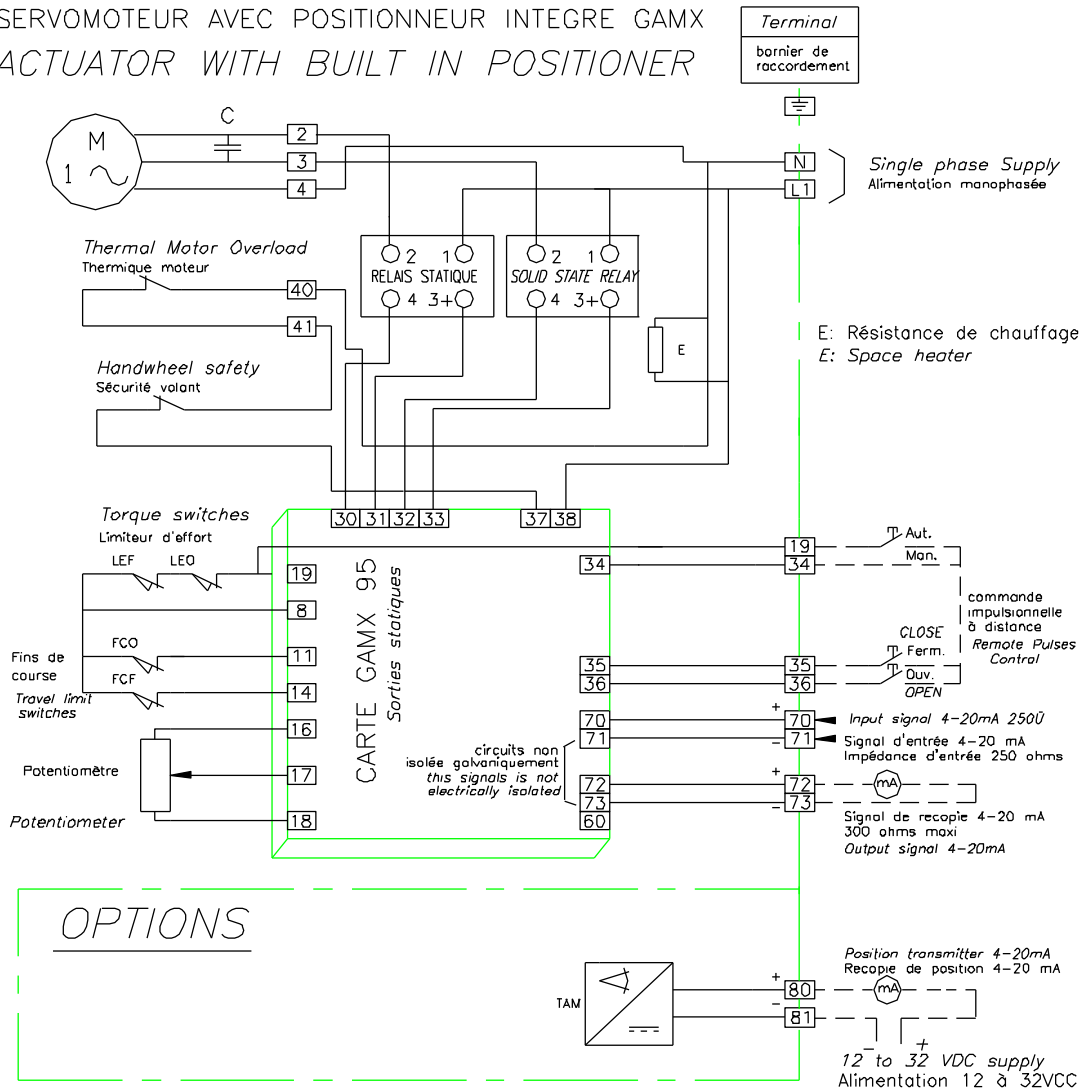 SERVOMOTEUR AVEC POSITIONNEUR INTEGRE GAMX
ACTUATOR WITH BUILT IN POSITIONER
Terminal
bornier de
raccordement
C
M
1
2
3
4
N
L1
Single phase Supply
Alimentation manophasée
Thermal Motor Overload
Thermique moteur
40
41
2 1
RELAIS STATIQUE
4 3+
2 1
SOLID STATE RELAY
4 3+
E
E: Résistance de chauffage
E: Space heater
Handwheel safety
Sécurité volant
30 31 32 33 37 38
Torque switches
Limiteur d'effort
LEF LEO
19
8
FCO
11
FCF
14
Fins de
course
Travel limit
switches
16
17
18
Potentiomètre
Potentiometer
CARTE GAMX 95
Sorties statiques
34
35
36
70
71
72
73
60
circuits non
isolée galvaniquement
this signals is not
electrically isolated
19
34
Aut.
Man.
commande
impulsionnelle
à distance
Remote Pulses
Control
CLOSE
Ferm.
35
36
Ouv.
OPEN
+
70
Input signal 4-20mA 250Ü
-
71
Signal d'entrée 4-20 mA
Impédance d'entrée 250 ohms
+
72
mA
-
73
Signal de recopie 4-20 mA
300 ohms maxi
Output signal 4-20mA
OPTIONS
TAM
Position transmitter 4-20mA
Recopie de position 4-20 mA
+
80
mA
-
81
- +
12 to 32 VDC supply
Alimentation 12 à 32VCC